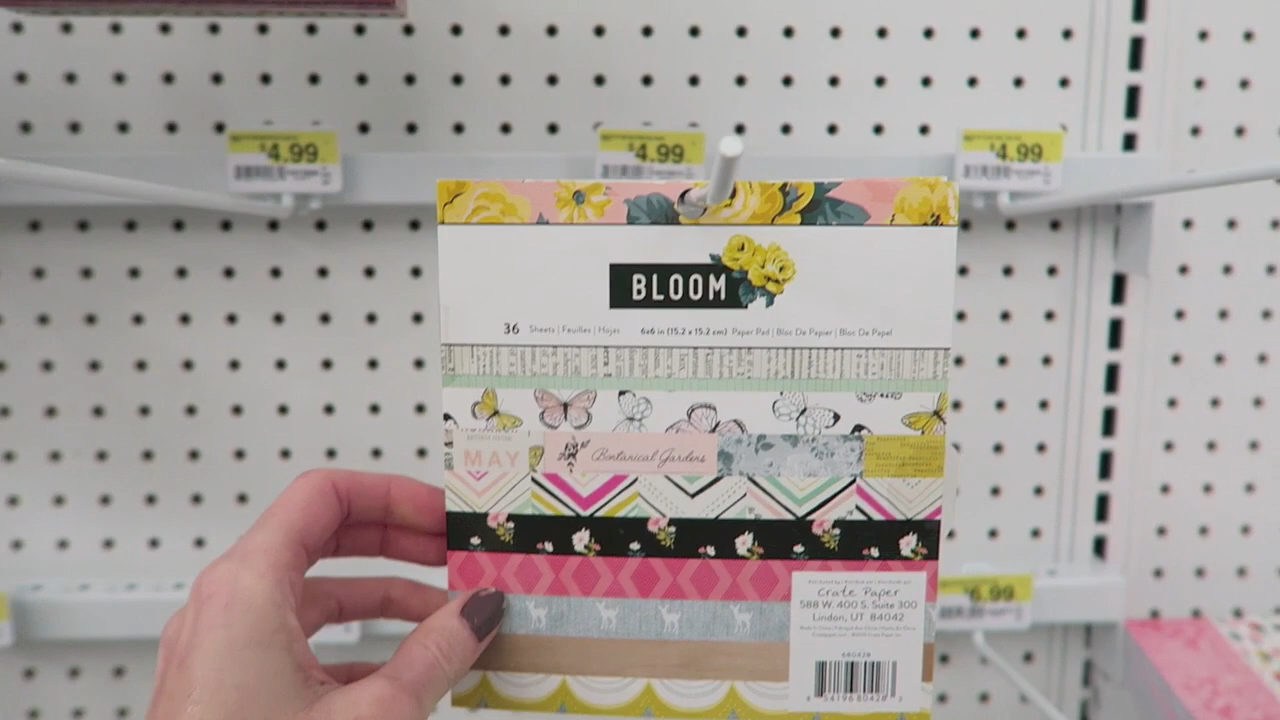 $4.99
$4.99
$4.99
BLOOM
36 Sheets | Feuilles | Hojas 6x6 in (15.2 x 15.2 cm) Paper Pad | Bloc De Papier | Bloc De Papel
MAY
Botanical Gardens
$6.99
Crate Paper
588 W. 400 S. Suite 300
Lindon, UT 84042
680428